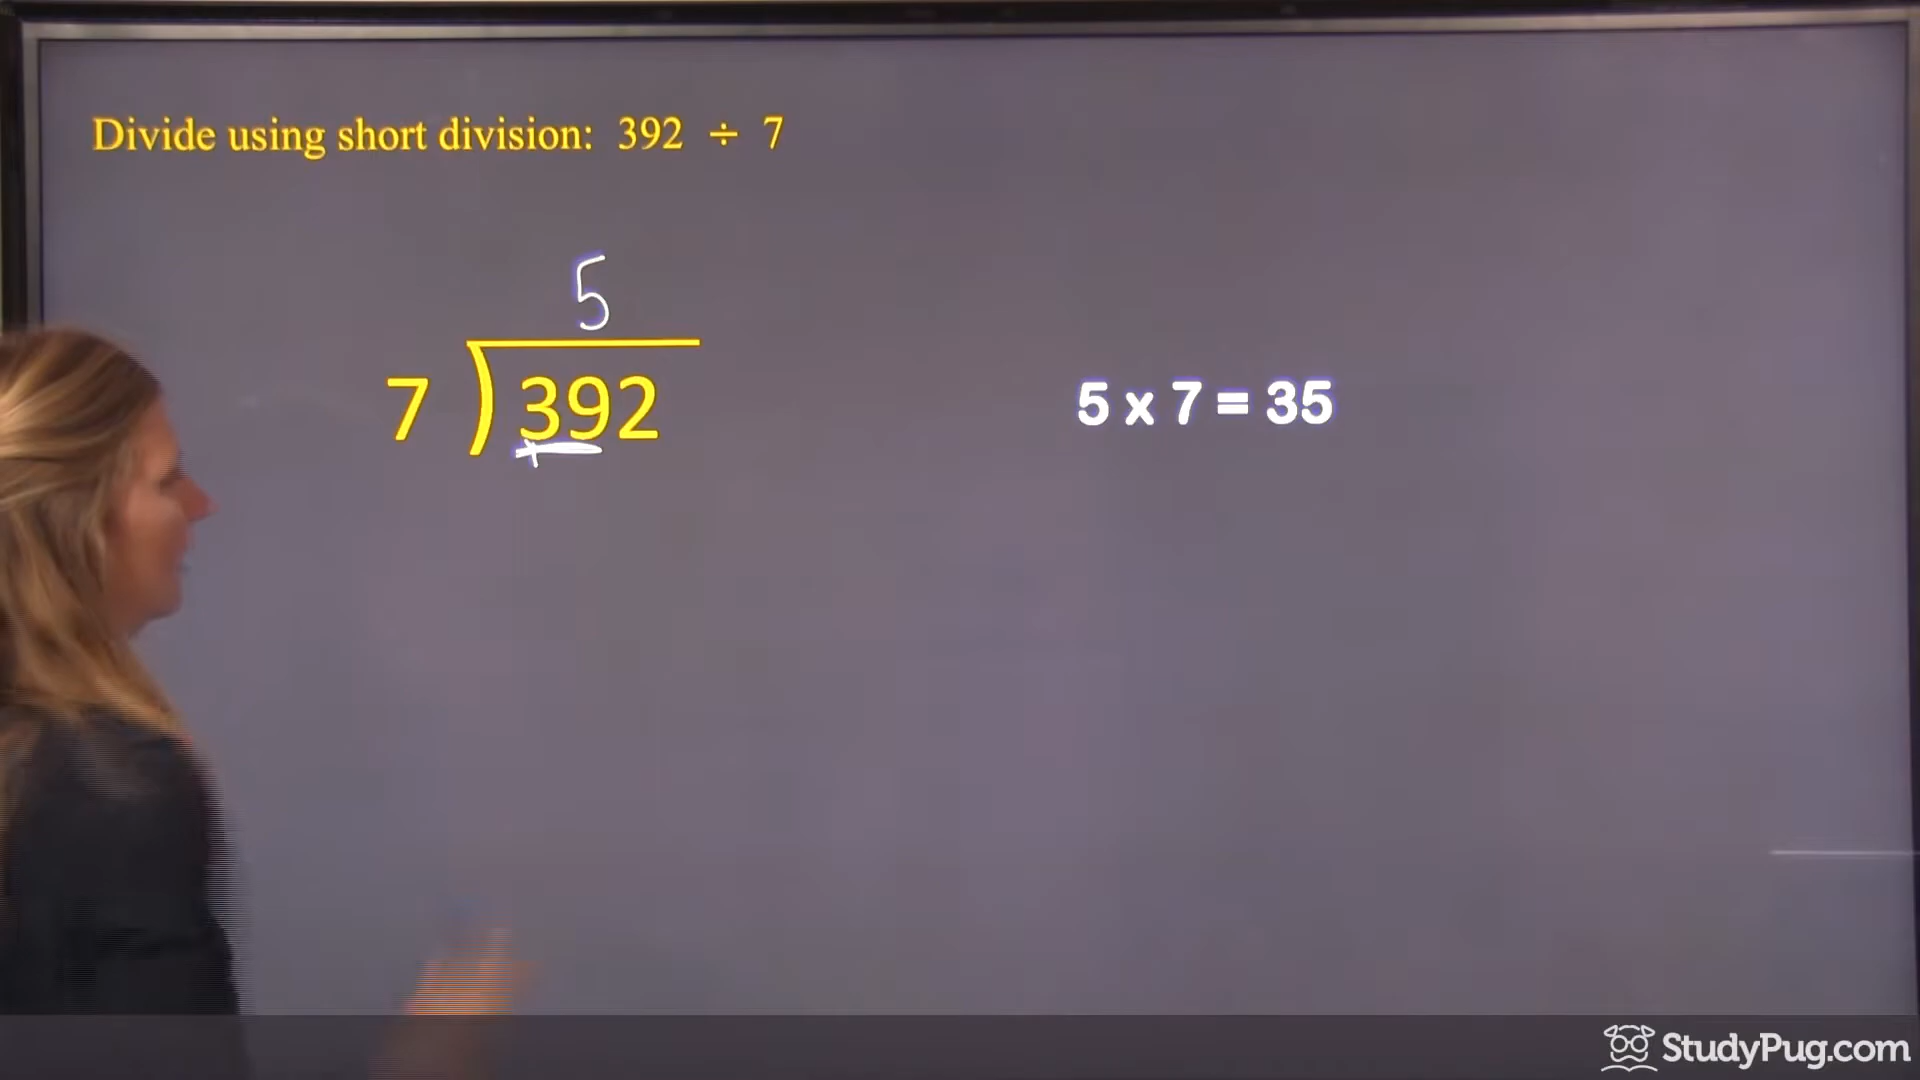 Divide using short division: 392 ÷ 7
5
7 ) 392
5 x 7 = 35
StudyPug.com